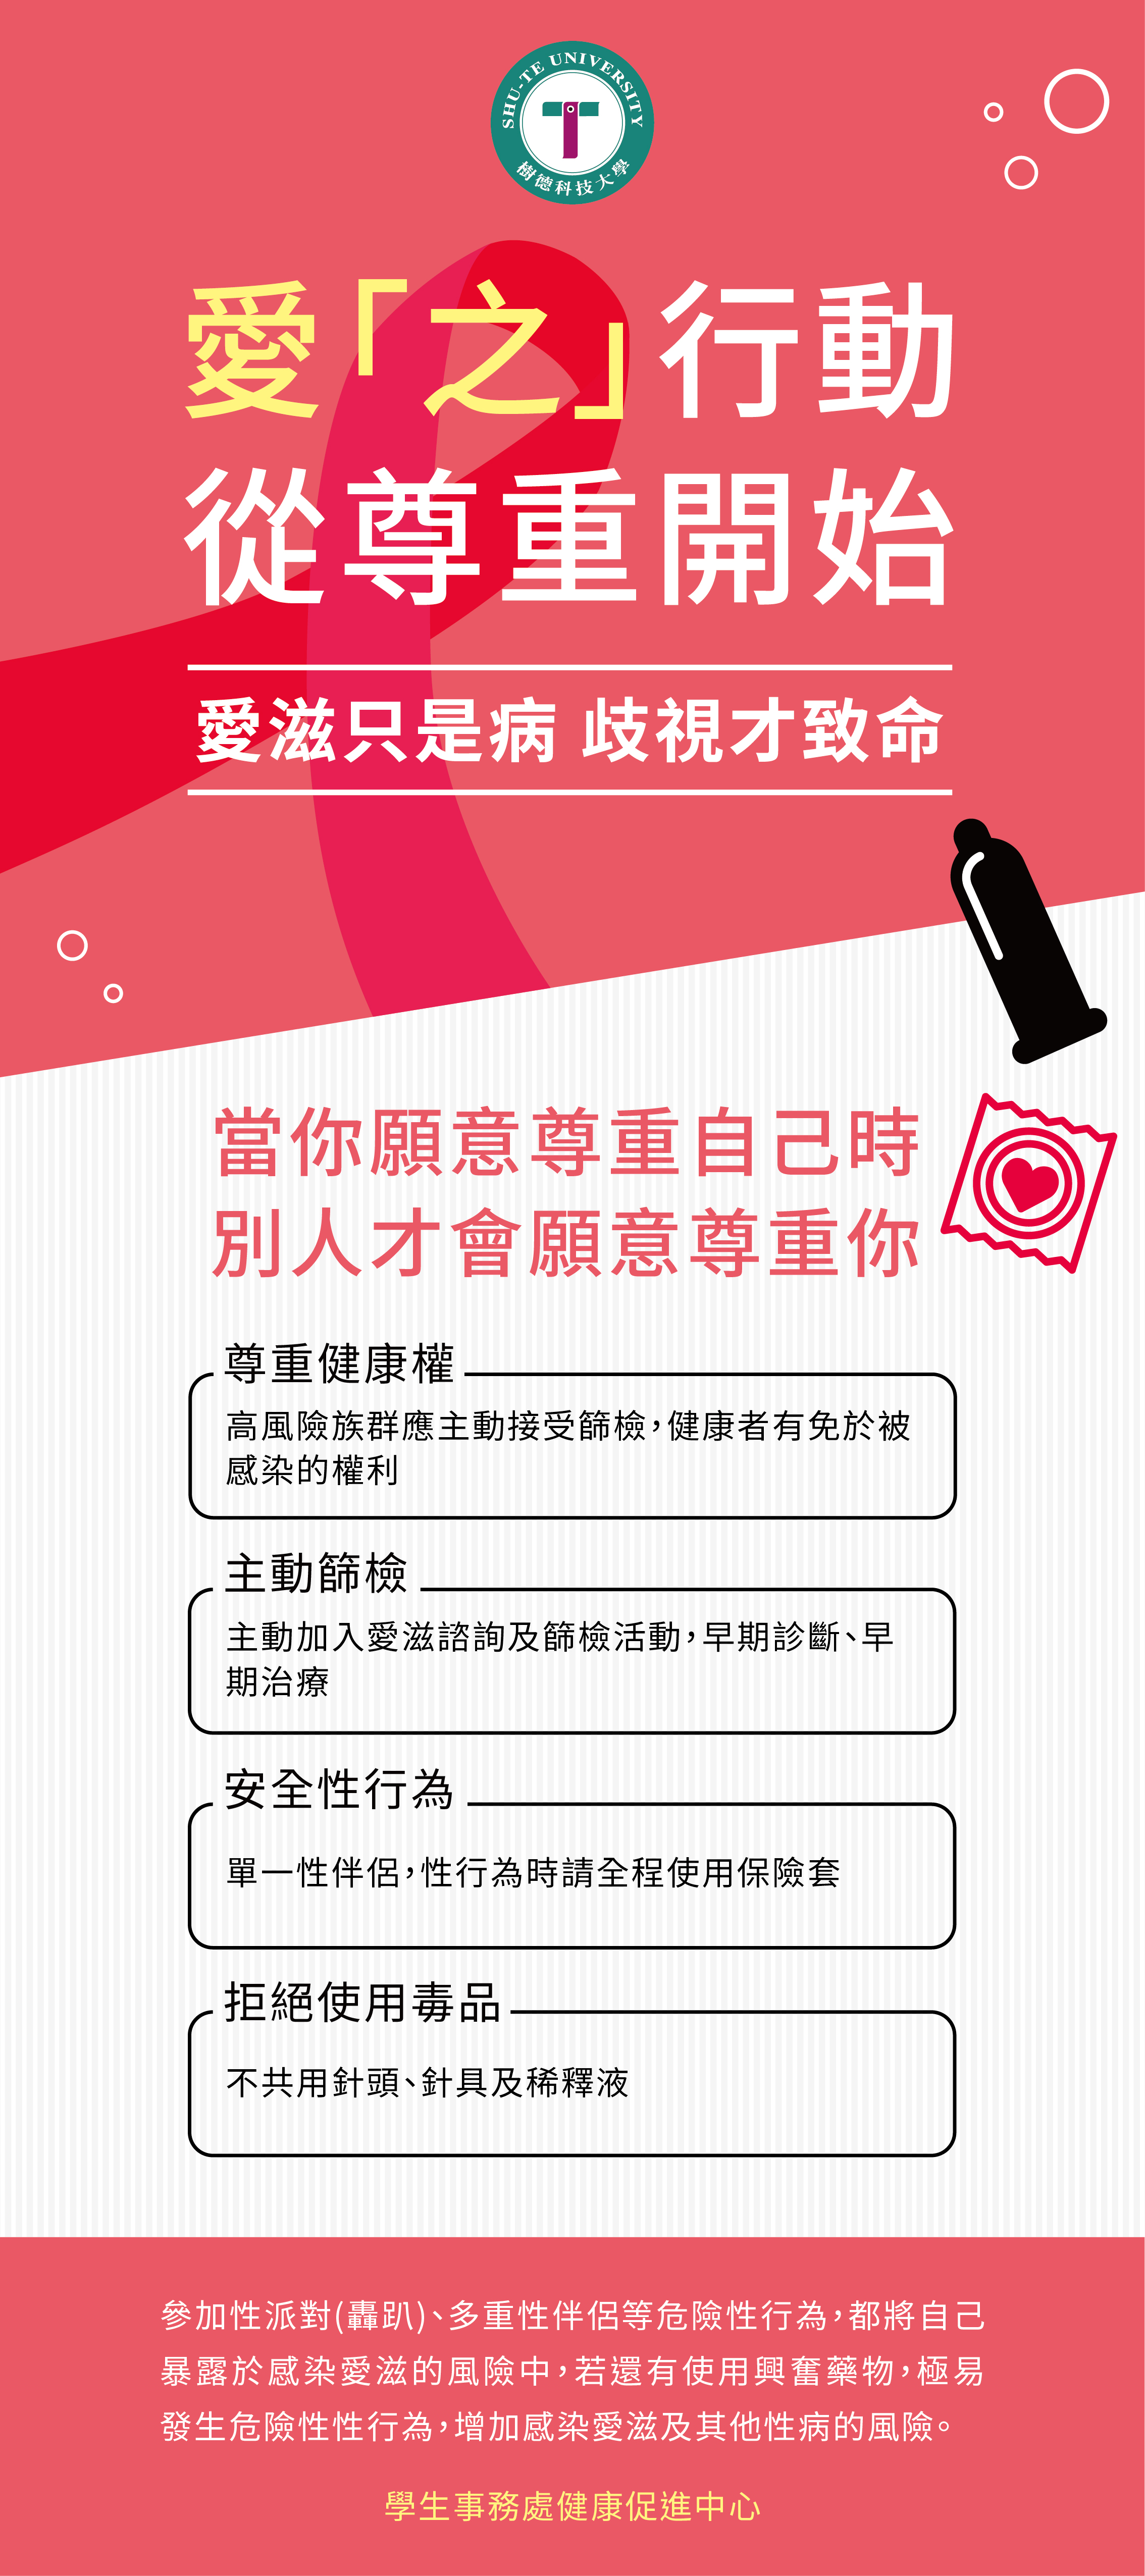 SHU-TE UNIVERSITY
樹德科技大學
愛「之」行動
從尊重開始
愛滋只是病 歧視才致命
當你願意尊重自己時
別人才會願意尊重你
尊重健康權
高風險族群應主動接受篩檢，健康者有免於被
感染的權利
主動篩檢
主動加入愛滋諮詢及篩檢活動，早期診斷、早
期治療
安全性行為
單一性伴侶，性行為時請全程使用保險套
拒絕使用毒品
不共用針頭、針具及稀釋液
參加性派對(轟趴)、多重性伴侶等危險性行為，都將自己
暴露於感染愛滋的風險中，若還有使用興奮藥物，極易
發生危險性性行為，增加感染愛滋及其他性病的風險。
學生事務處健康促進中心